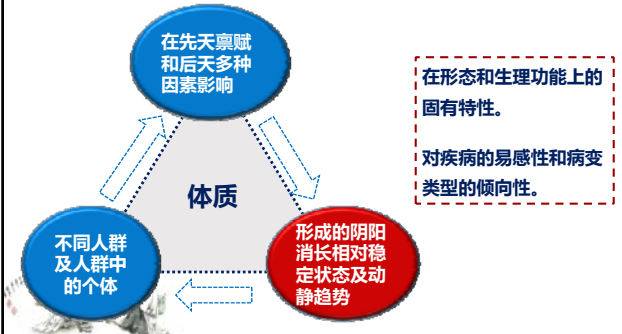 在先天禀赋
和后天多种
因素影响
在形态和生理功能上的
固有特性。
对疾病的易感性和病变
类型的倾向性。
体质
不同人群
及人群中
的个体
形成的阴阳
消长相对稳
定状态及动
静趋势